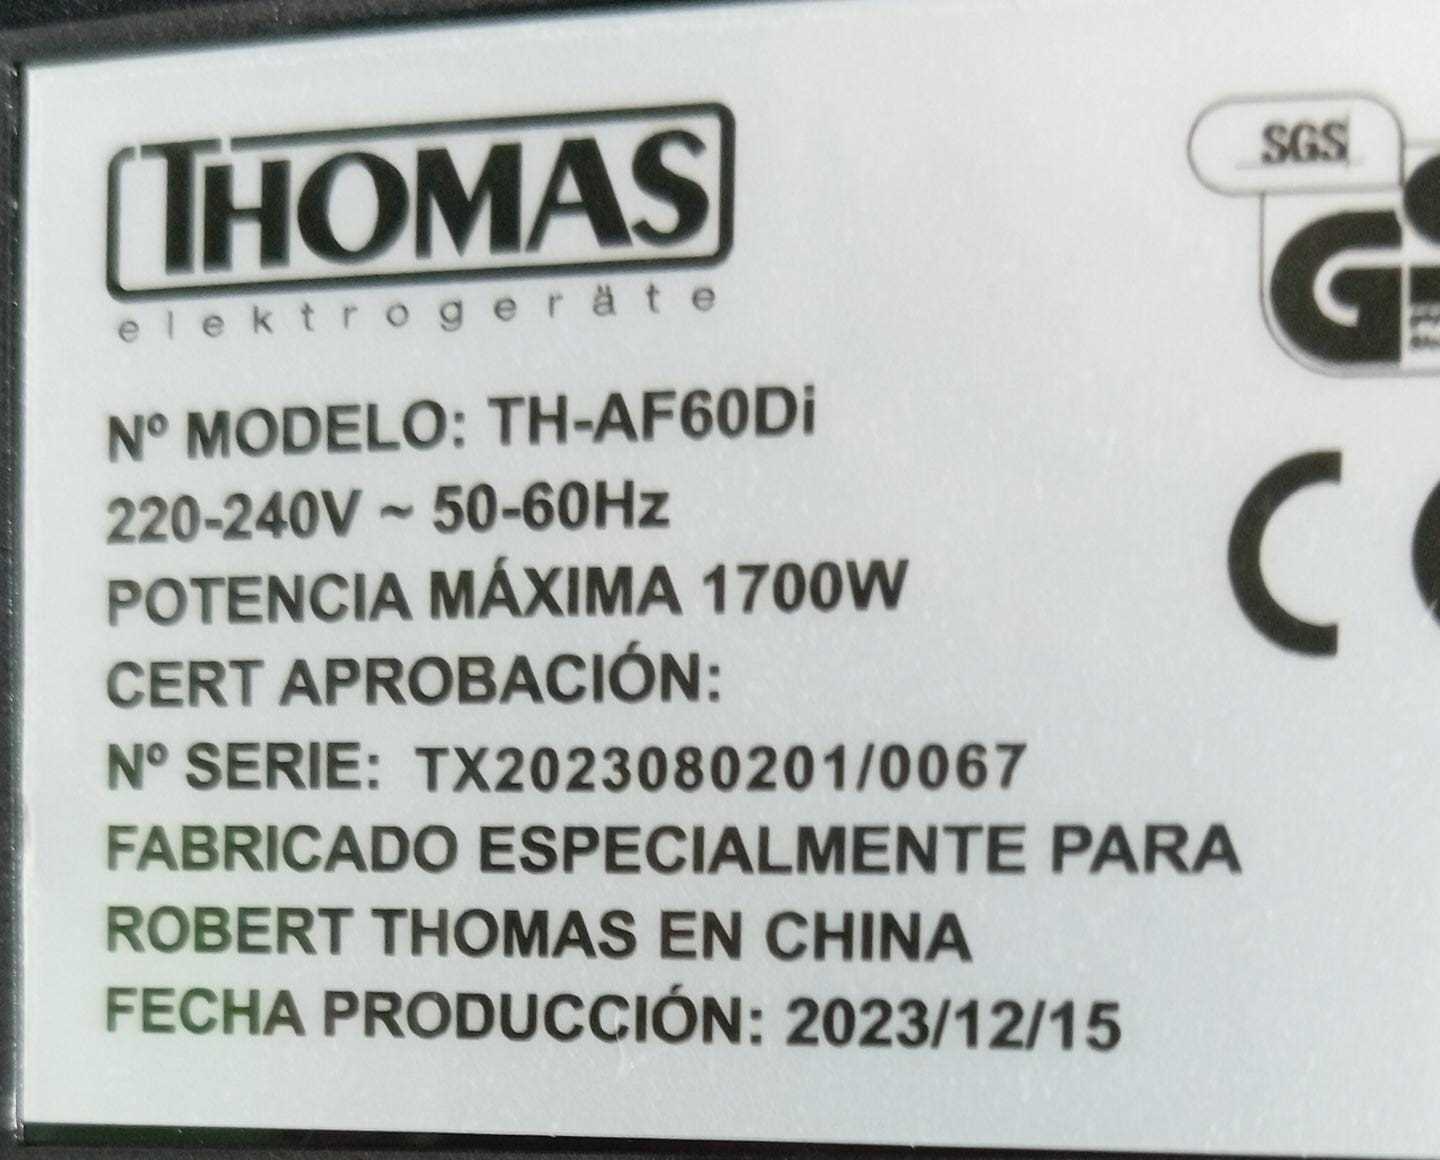 THOMAS
elektrogeräte
SGS
Nº MODELO: TH-AF60Di
220-240V ~ 50-60Hz
POTENCIA MÁXIMA 1700W
CERT APROBACIÓN:
Nº SERIE: TX2023080201/0067
FABRICADO ESPECIALMENTE PARA
ROBERT THOMAS EN CHINA
FECHA PRODUCCIÓN: 2023/12/15